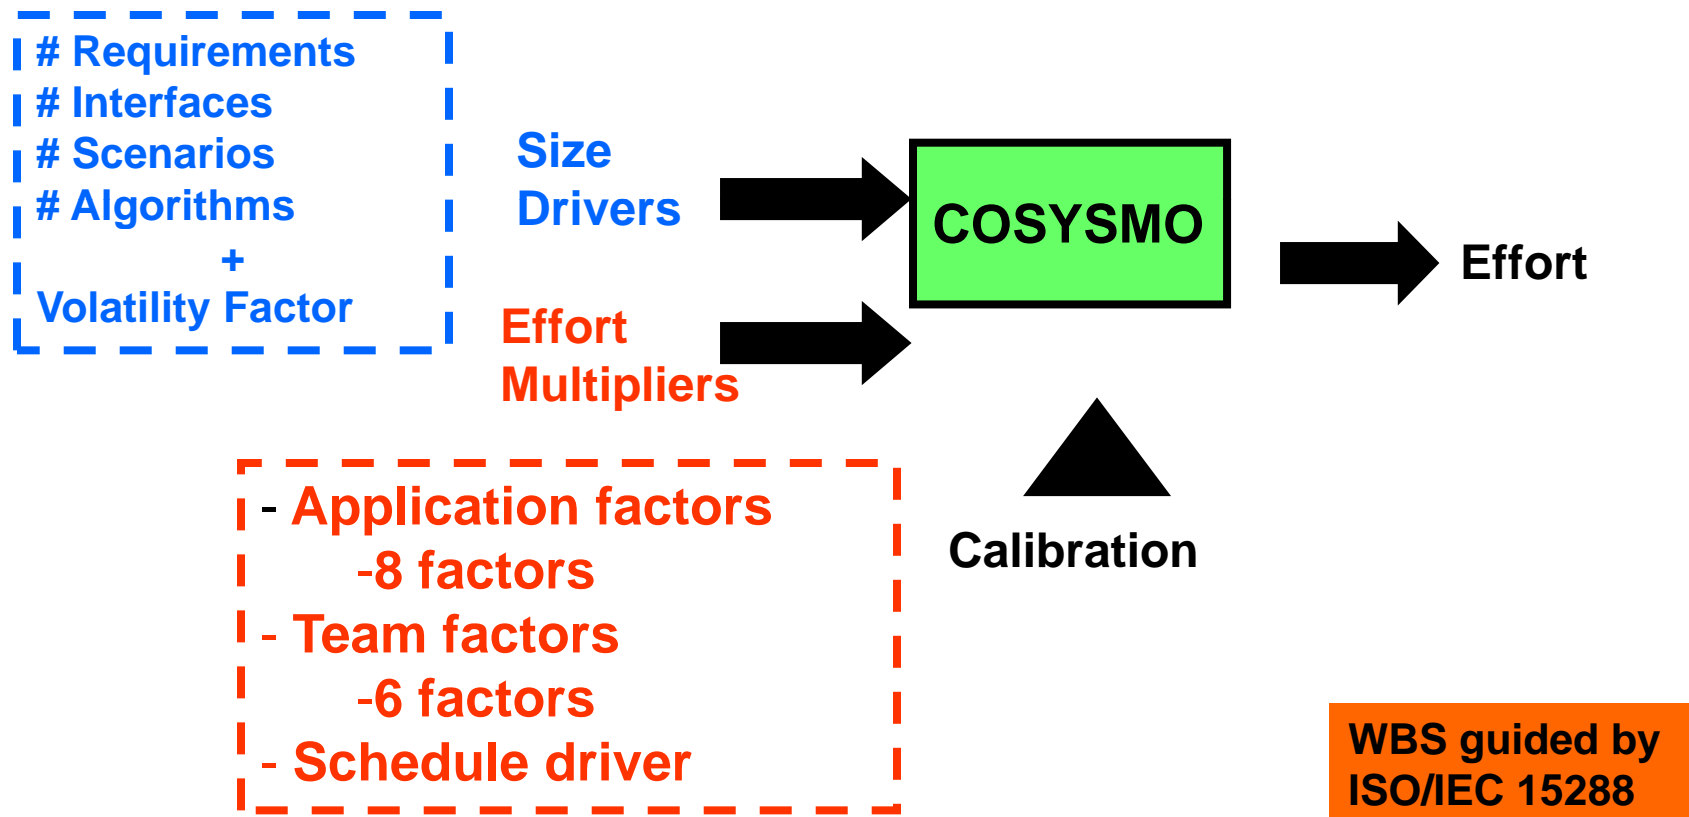 # Requirements
# Interfaces
# Scenarios
# Algorithms
+
Volatility Factor
Size
Drivers
Effort
Multipliers
COSYSMO
Effort
- Application factors
-8 factors
- Team factors
-6 factors
- Schedule driver
Calibration
WBS guided by
ISO/IEC 15288